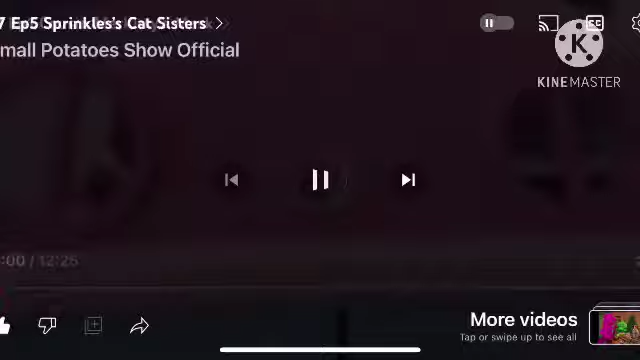 7 Ep5 Sprinkles's Cat Sisters
mall Potatoes Show Official
CC
K
KINEMASTER
:00 / 12:25
More videos
Tap or swipe up to see all